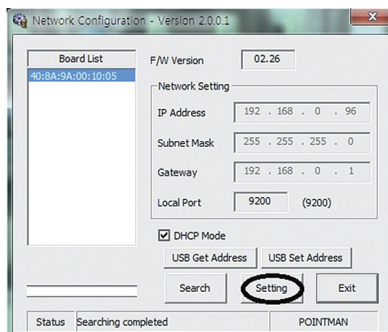 Network Configuration - Version 2.0.0.1
Board List
40:8A:9A:00:10:05
F/W Version 02.26
Network Setting
IP Address 192 . 168 . 0 . 96
Subnet Mask 255 . 255 . 255 . 0
Gateway 192 . 168 . 0 . 1
Local Port 9200 (9200)
DHCP Mode
USB Get Address USB Set Address
Search Setting Exit
Status Searching completed POINTMAN